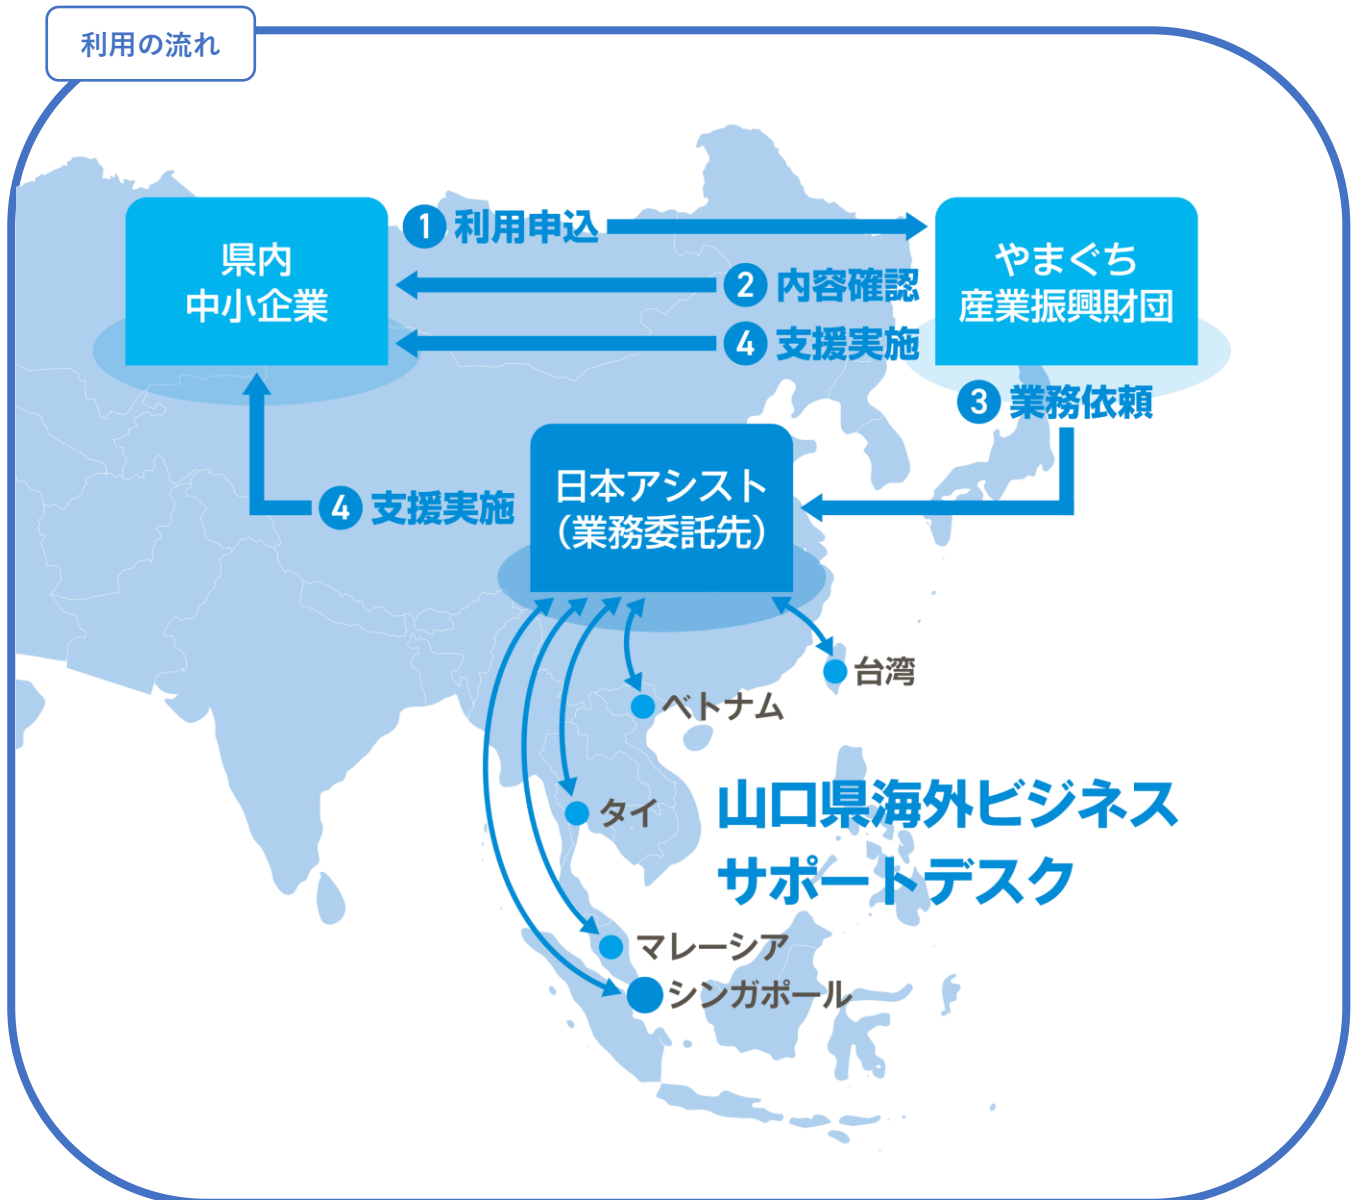 利用の流れ
県内
中小企業
❶ 利用申込
やまぐち
産業振興財団
❷ 内容確認
❹ 支援実施
❸ 業務依頼
日本アシスト
（業務委託先）
❹ 支援実施
台湾
ベトナム
タイ
山口県海外ビジネス
サポートデスク
マレーシア
シンガポール